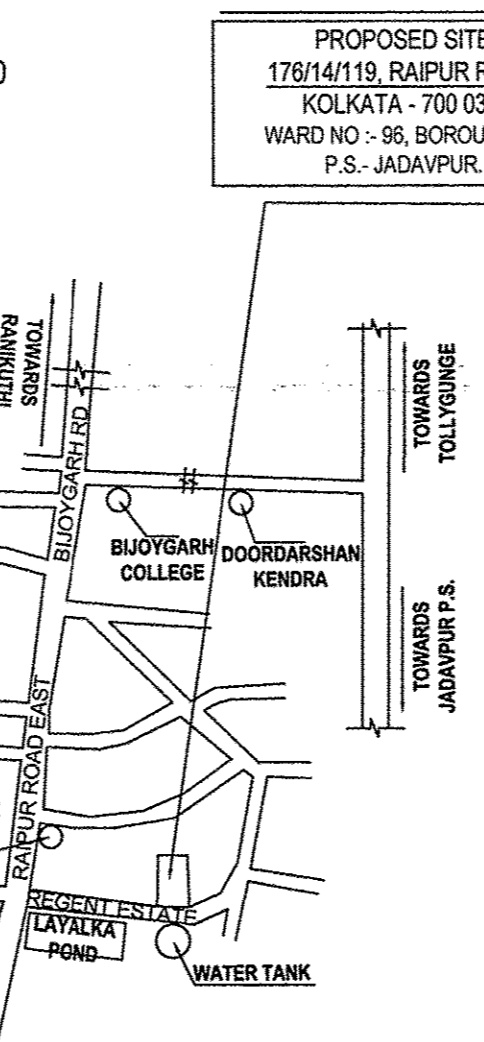 PROPOSED SITE
176/14/119, RAIPUR R
KOLKATA - 700 03
WARD NO :- 96, BOROU
P.S.- JADAVPUR.
TOWARDS
RANIKUTHI
BIJOYGARH RD
TOWARDS
TOLLYGUNGE
BIJOYGARH
COLLEGE
DOORDARSHAN
KENDRA
TOWARDS
JADAVPUR P.S.
RAIPUR ROAD EAST
REGENT ESTATE
LAYALKA
POND
WATER TANK